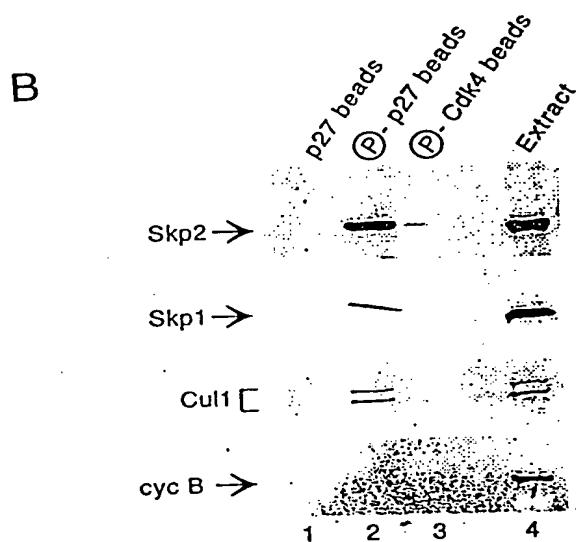 B
p27 beads
Ⓟ- p27 beads
Ⓟ- Cdk4 beads
Extract
Skp2
Skp1
Cul1
cyc B
1 2 3 4